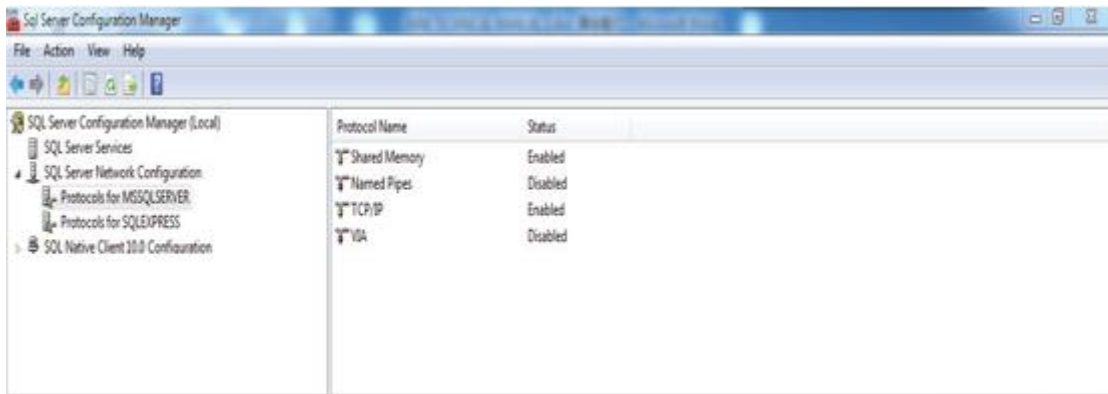 Sql Server Configuration Manager
File Action View Help
SQL Server Configuration Manager (Local)
SQL Server Services
SQL Server Network Configuration
Protocols for MSSQLSERVER
Protocols for SQLEXPRESS
SQL Native Client 10.0 Configuration
Protocol Name Status
Shared Memory Enabled
Named Pipes Disabled
TCP/IP Enabled
VIA Disabled